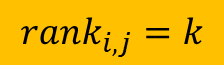 rank_{i,j} = k